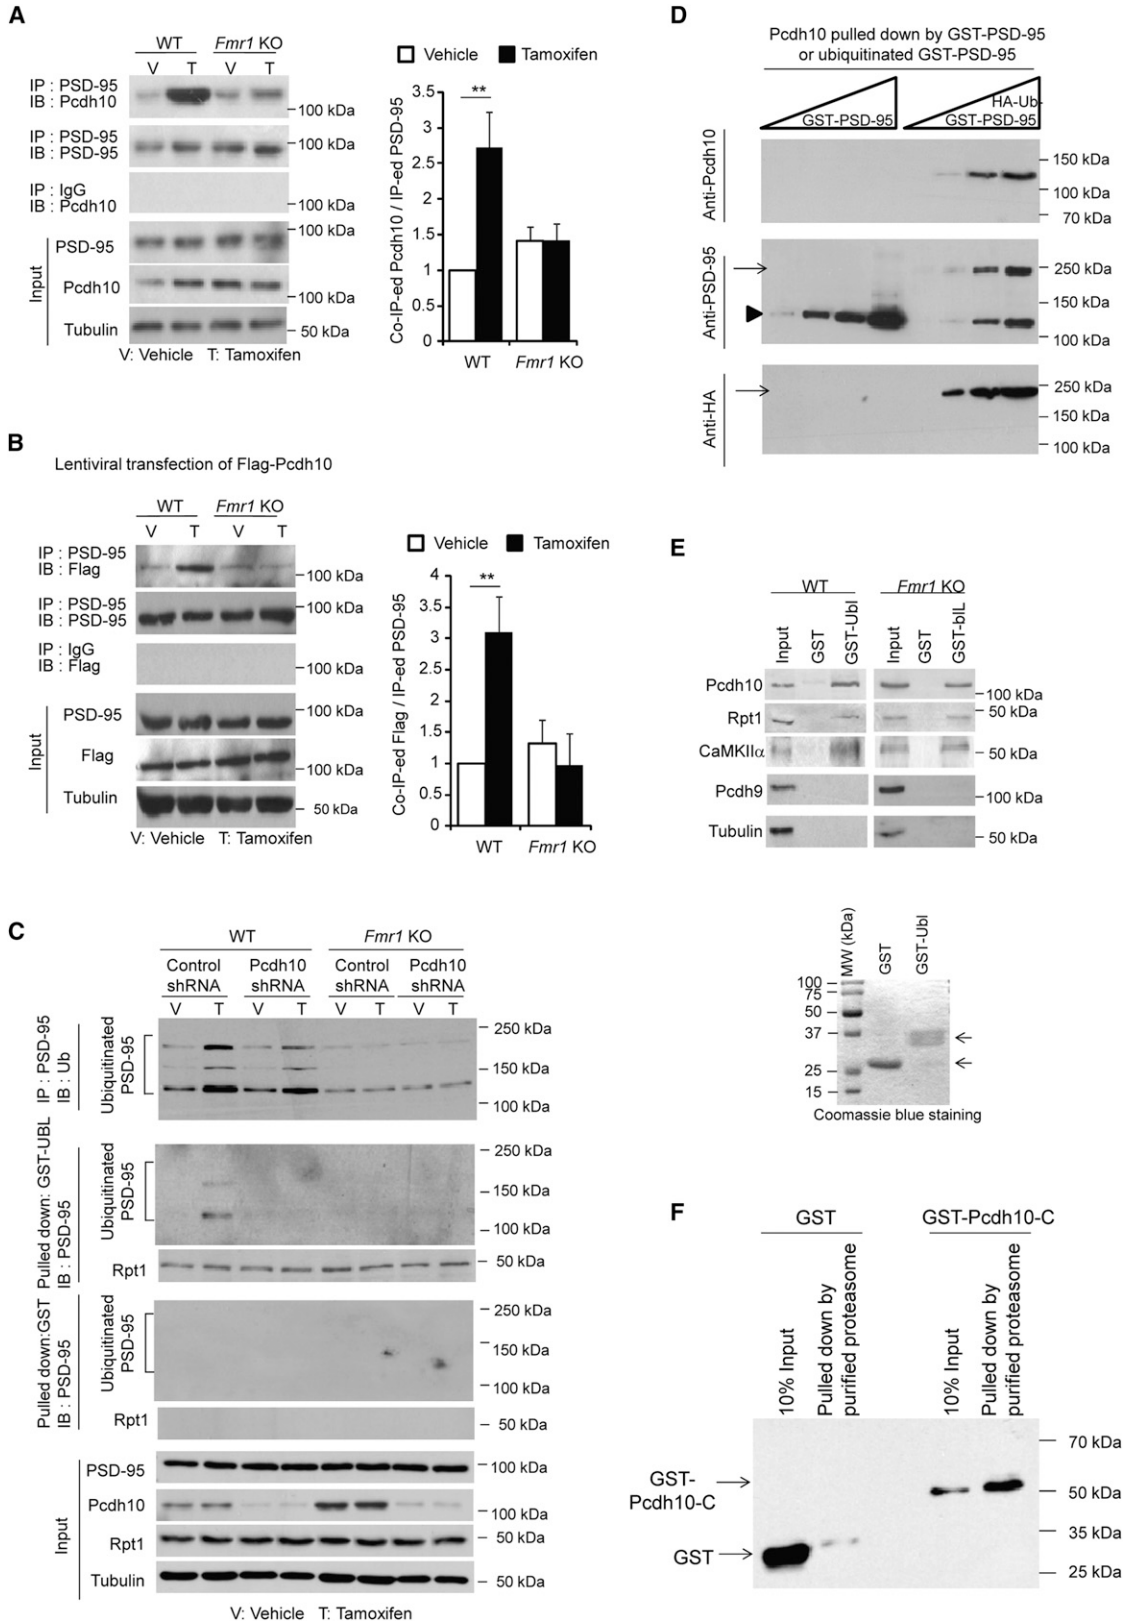 A
WT Fmr1 KO
V T V T
IP : PSD-95
IB : Pcdh10
100 kDa
IP : PSD-95
IB : PSD-95
100 kDa
IP : IgG
IB : Pcdh10
100 kDa
Input
PSD-95
100 kDa
Pcdh10
100 kDa
Tubulin
50 kDa
V: Vehicle T: Tamoxifen
Vehicle Tamoxifen
Co-IP-ed Pcdh10 / IP-ed PSD-95
3.5
3
2.5
2
1.5
1
0.5
0
**
WT Fmr1 KO
B
Lentiviral transfection of Flag-Pcdh10
WT Fmr1 KO
V T V T
IP : PSD-95
IB : Flag
100 kDa
IP : PSD-95
IB : PSD-95
100 kDa
IP : IgG
IB : Flag
100 kDa
Input
PSD-95
100 kDa
Flag
100 kDa
Tubulin
50 kDa
V: Vehicle T: Tamoxifen
Vehicle Tamoxifen
Co-IP-ed Flag / IP-ed PSD-95
4
3.5
3
2.5
2
1.5
1
0.5
0
**
WT Fmr1 KO
C
WT Fmr1 KO
Control shRNA Pcdh10 shRNA Control shRNA Pcdh10 shRNA
V T V T V T V T
IP : PSD-95
IB : Ub
Ubiquitinated
PSD-95
250 kDa
150 kDa
100 kDa
Pulled down: GST-UBL
IB : PSD-95
Ubiquitinated
PSD-95
250 kDa
150 kDa
100 kDa
Rpt1
50 kDa
Pulled down:GST
IB : PSD-95
Ubiquitinated
PSD-95
250 kDa
150 kDa
100 kDa
Rpt1
50 kDa
Input
PSD-95
100 kDa
Pcdh10
100 kDa
Rpt1
50 kDa
Tubulin
50 kDa
V: Vehicle T: Tamoxifen
D
Pcdh10 pulled down by GST-PSD-95
or ubiquitinated GST-PSD-95
GST-PSD-95
HA-Ub-
GST-PSD-95
Anti-Pcdh10
150 kDa
100 kDa
70 kDa
Anti-PSD-95
250 kDa
150 kDa
100 kDa
Anti-HA
250 kDa
150 kDa
100 kDa
E
WT Fmr1 KO
Input GST GST-Ubl Input GST GST-blL
Pcdh10
100 kDa
Rpt1
50 kDa
CaMKIIα
50 kDa
Pcdh9
100 kDa
Tubulin
50 kDa
MW (kDa) GST GST-Ubl
100
75
50
37
25
15
Coomassie blue staining
F
GST GST-Pcdh10-C
10% Input
Pulled down by
purified proteasome
10% Input
Pulled down by
purified proteasome
GST-
Pcdh10-C
GST
70 kDa
50 kDa
35 kDa
25 kDa